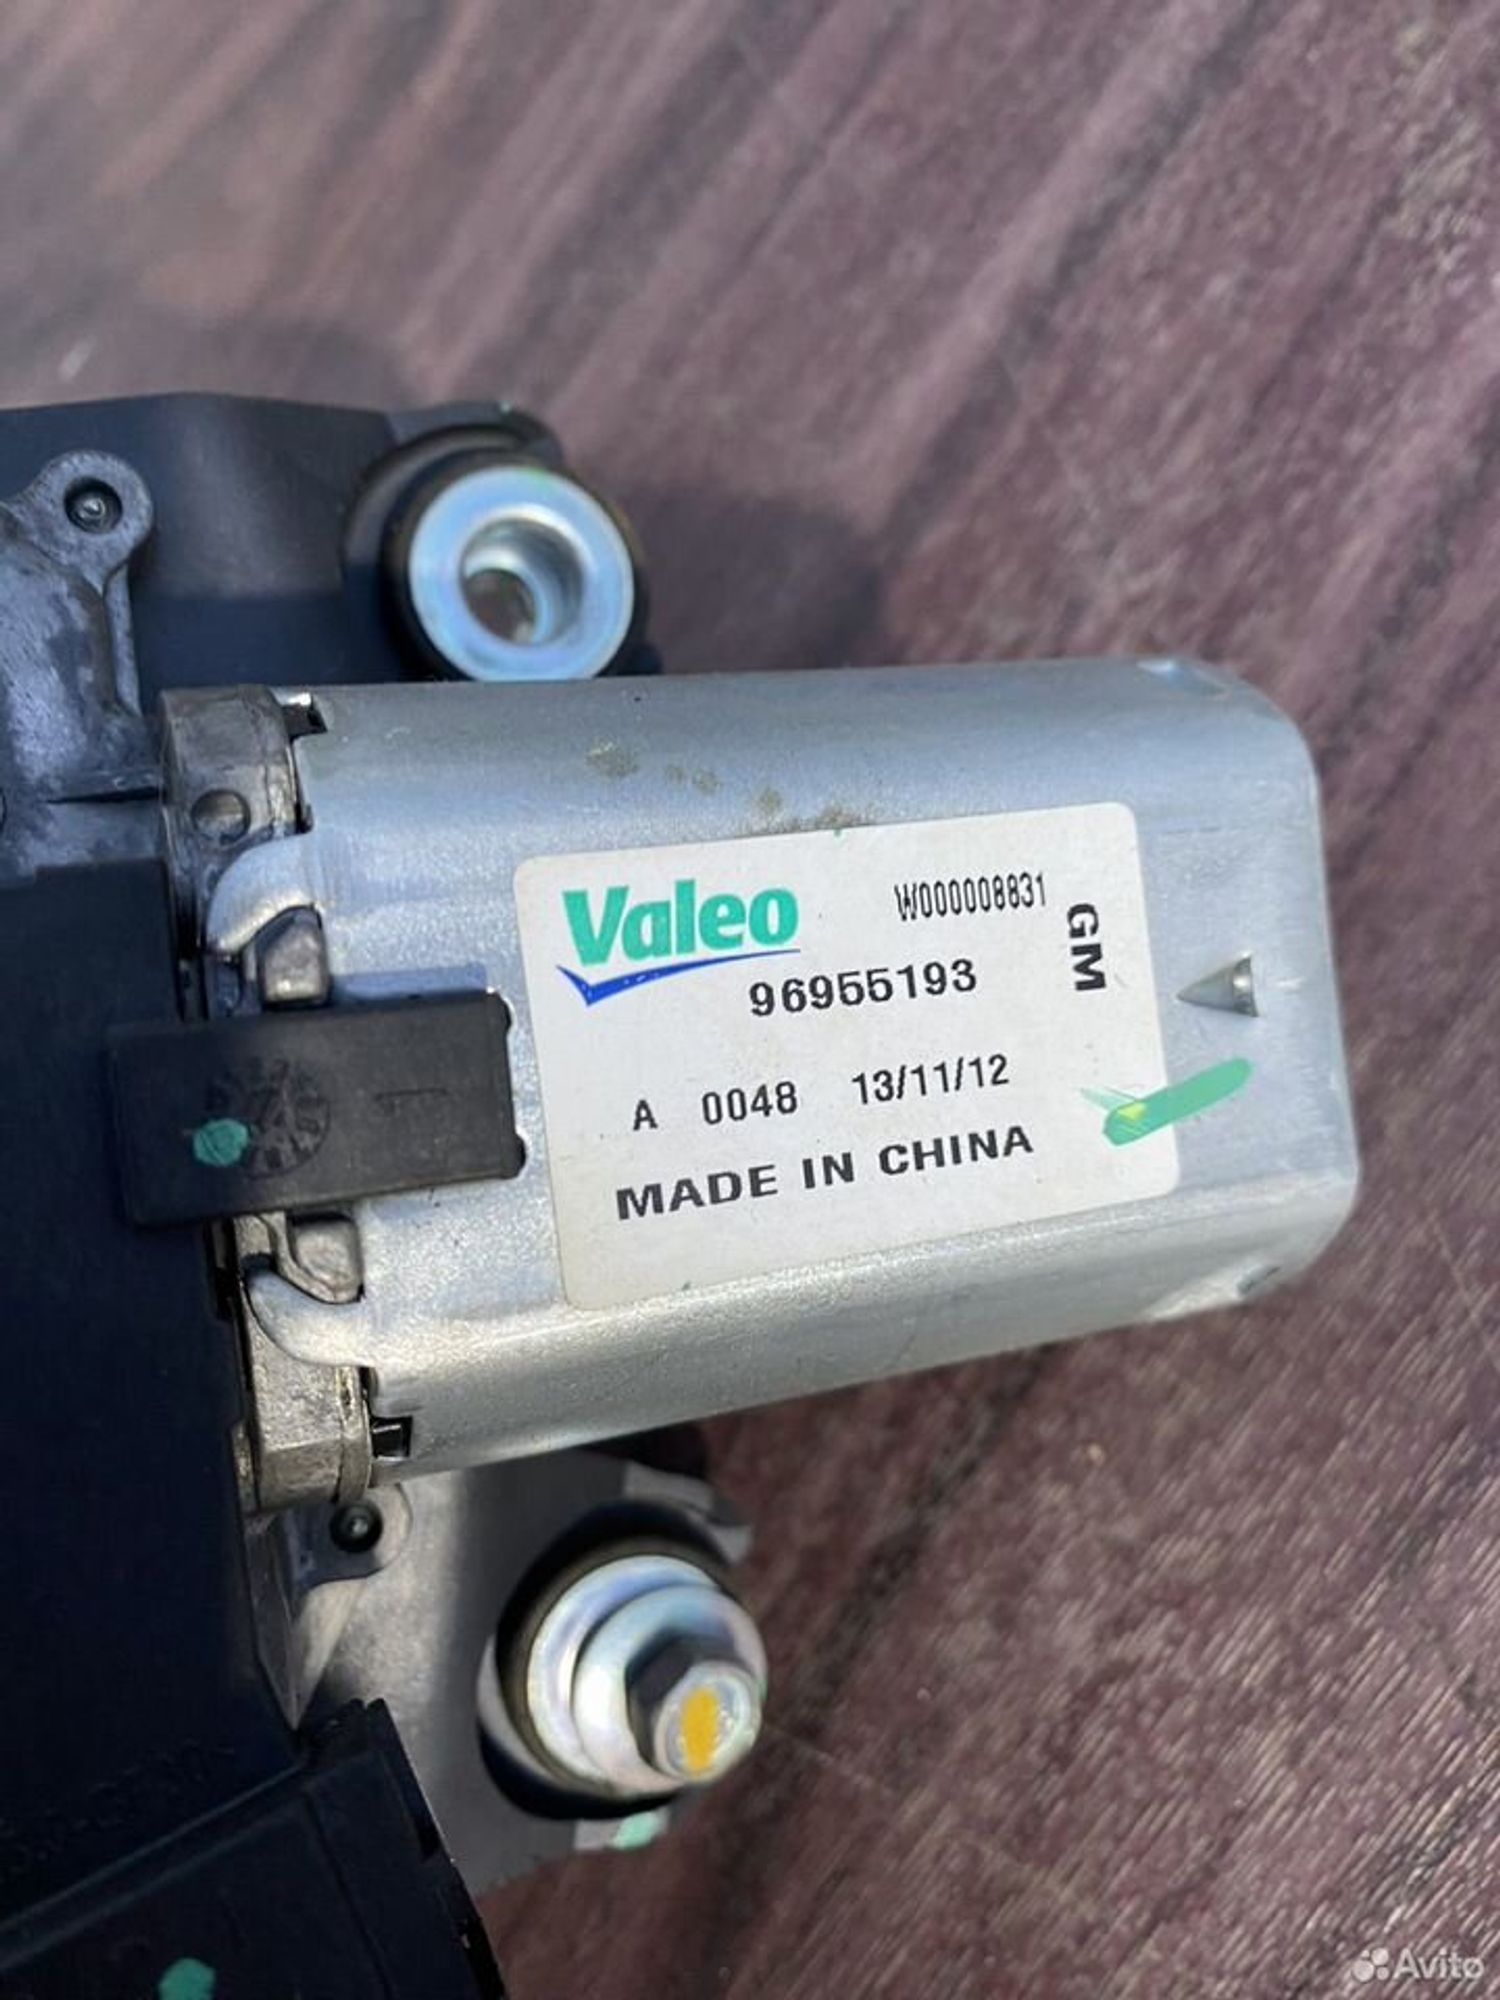 Valeo W000008831
96955193
GM
A 0048 13/11/12
MADE IN CHINA
Avito